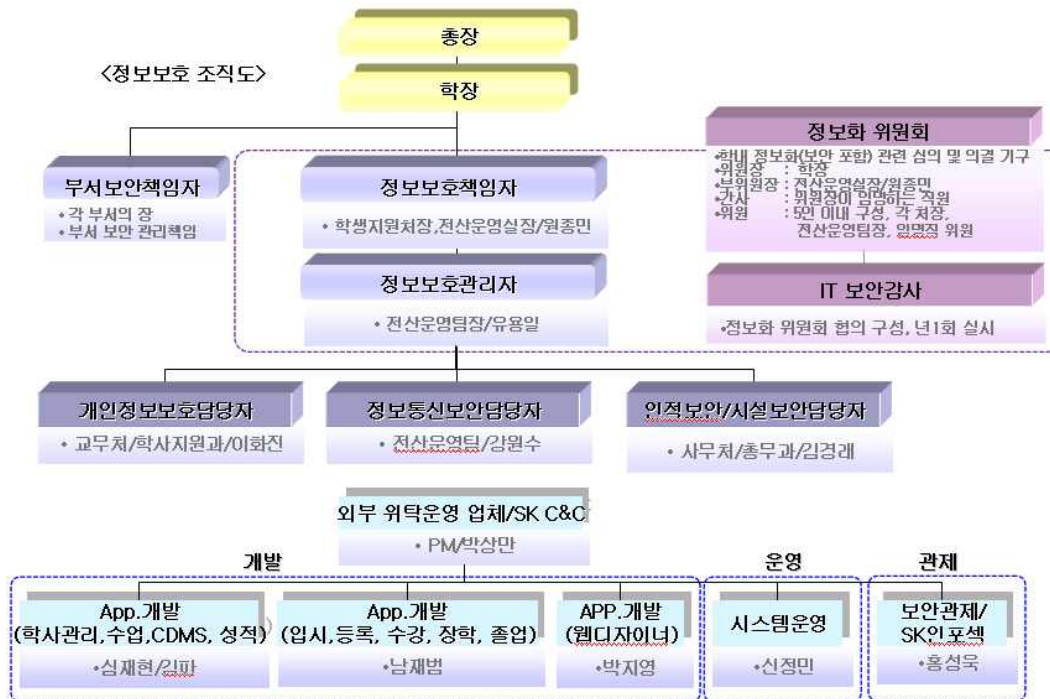 총장
<정보보호 조직도>
학장
정보화 위원회
•학내 정보화(보안 포함) 관련 심의 및 의결 기구
•위원장 : 학장
•부위원장 : 전산운영실장/원종민
•간사 : 위원장이 임명하는 직원
•위원 : 5인 이내 구성, 각 처장,
전산운영팀장, 임명직 위원
부서보안책임자
• 각 부서의 장
• 부서 보안 관리책임
정보보호책임자
• 학생지원처장,전산운영실장/원종민
정보보호관리자
• 전산운영팀장/유용일
IT 보안감사
•정보화 위원회 협의 구성, 년1회 실시
개인정보보호담당자
• 교무처/학사지원과/이화진
정보통신보안담당자
• 전산운영팀/강원수
인적보안/시설보안담당자
• 사무처/총무과/김경래
외부 위탁운영 업체/SK C&C
• PM/박상만
개발
운영
관제
App.개발
(학사관리,수업,CDMS, 성적)
•심재현/김파
App.개발
(입시,등록, 수강, 장학, 졸업)
•남재범
APP.개발
(웹디자이너)
•박지영
시스템운영
•신정민
보안관제/
SK인포섹
•홍성욱